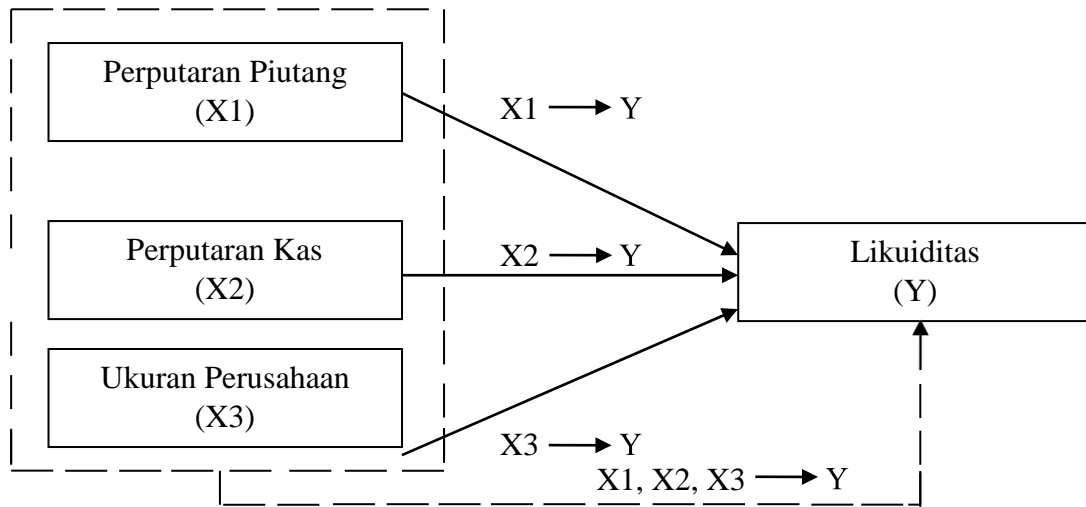 Perputaran Piutang
(X1)
X1 → Y
Perputaran Kas
(X2)
X2 → Y
Likuiditas
(Y)
Ukuran Perusahaan
(X3)
X3 → Y
X1, X2, X3 → Y